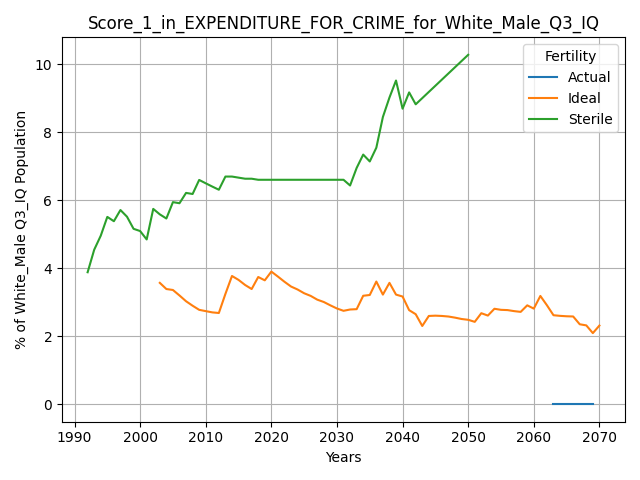 Score_1_in_EXPENDITURE_FOR_CRIME_for_White_Male_Q3_IQ
Fertility
Actual
Ideal
Sterile
% of White_Male Q3_IQ Population
10
8
6
4
2
0
1990 2000 2010 2020 2030 2040 2050 2060 2070
Years